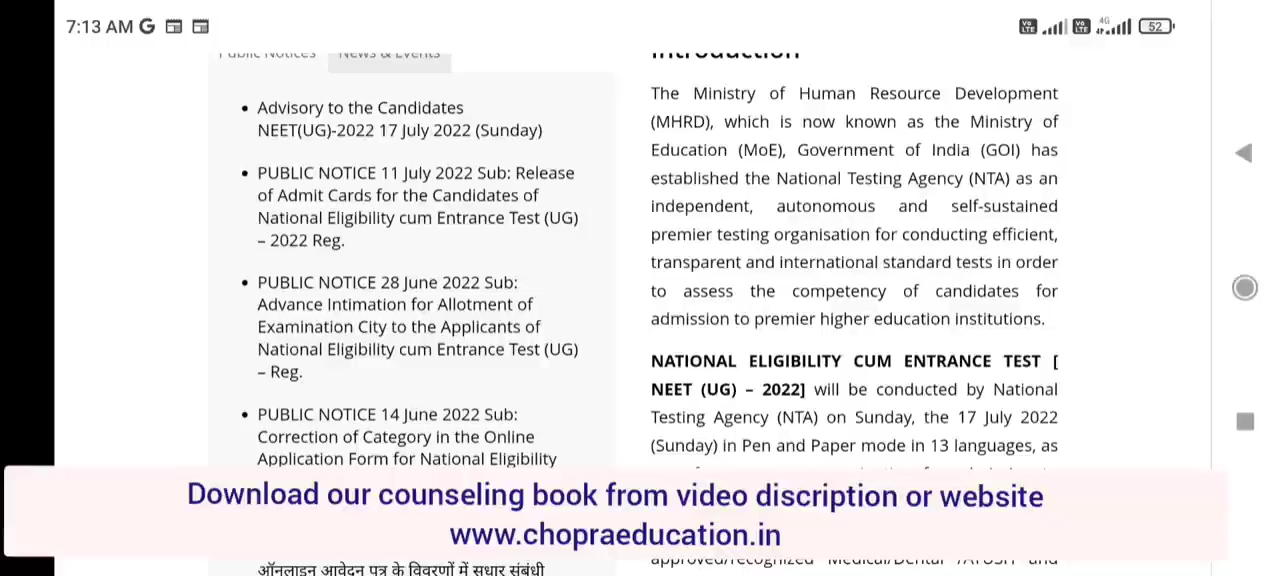 7:13 AM G
4G
52
Public Notices News & Events
Advisory to the Candidates
NEET(UG)-2022 17 July 2022 (Sunday)
PUBLIC NOTICE 11 July 2022 Sub: Release
of Admit Cards for the Candidates of
National Eligibility cum Entrance Test (UG)
– 2022 Reg.
PUBLIC NOTICE 28 June 2022 Sub:
Advance Intimation for Allotment of
Examination City to the Applicants of
National Eligibility cum Entrance Test (UG)
– Reg.
PUBLIC NOTICE 14 June 2022 Sub:
Correction of Category in the Online
Application Form for National Eligibility
ऑनलाइन आवेदन पत्र के विवरणों में सुधार संबंधी
Introduction
The Ministry of Human Resource Development
(MHRD), which is now known as the Ministry of
Education (MoE), Government of India (GOI) has
established the National Testing Agency (NTA) as an
independent, autonomous and self-sustained
premier testing organisation for conducting efficient,
transparent and international standard tests in order
to assess the competency of candidates for
admission to premier higher education institutions.
NATIONAL ELIGIBILITY CUM ENTRANCE TEST [
NEET (UG) – 2022] will be conducted by National
Testing Agency (NTA) on Sunday, the 17 July 2022
(Sunday) in Pen and Paper mode in 13 languages, as
approved/recognized Medical/Dental /AYUSH and
Download our counseling book from video discription or website
www.chopraeducation.in